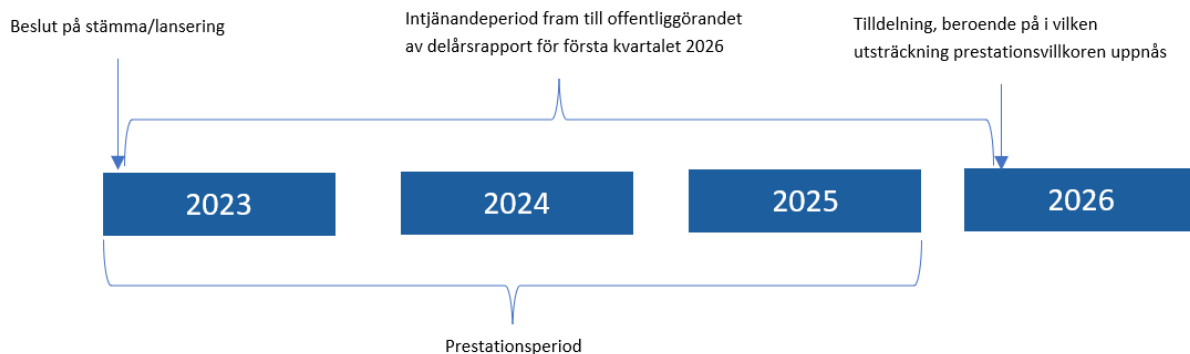 Beslut på stämma/lansering
Intjänandeperiod fram till offentliggörandet
av delårsrapport för första kvartalet 2026
Tilldelning, beroende på i vilken
utsträckning prestationsvillkoren uppnås
2023
2024
2025
2026
Prestationsperiod